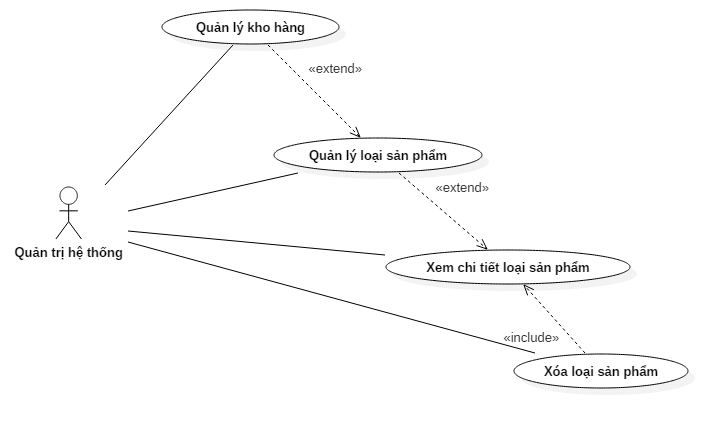 Quản lý kho hàng
«extend»
Quản lý loại sản phẩm
«extend»
Quản trị hệ thống
Xem chi tiết loại sản phẩm
«include»
Xóa loại sản phẩm